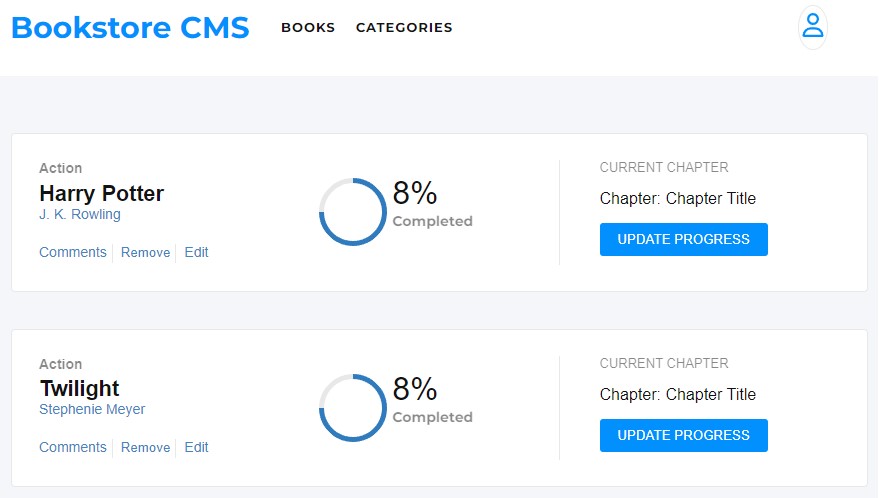 Bookstore CMS BOOKS CATEGORIES
Action
Harry Potter
J. K. Rowling
Comments Remove Edit
8%
Completed
CURRENT CHAPTER
Chapter: Chapter Title
UPDATE PROGRESS
Action
Twilight
Stephenie Meyer
Comments Remove Edit
8%
Completed
CURRENT CHAPTER
Chapter: Chapter Title
UPDATE PROGRESS